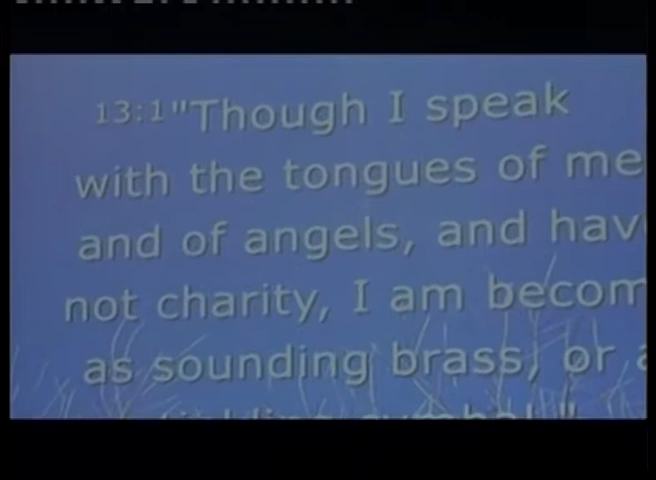 13:1"Though I speak
with the tongues of me
and of angels, and hav
not charity, I am becom
as sounding brass, or a